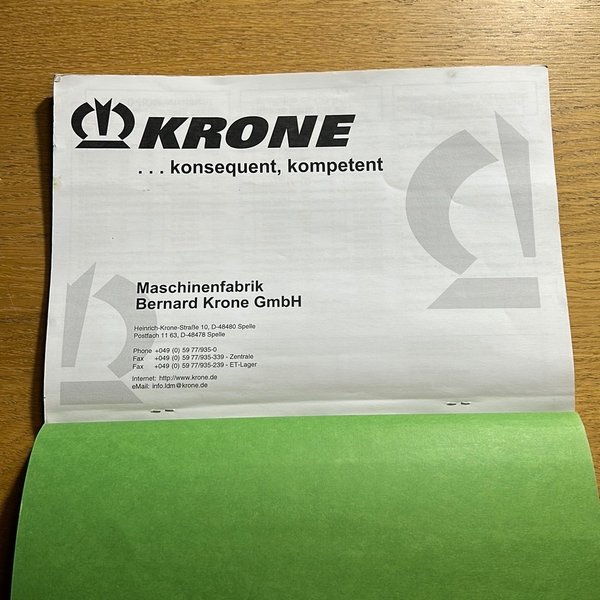 KRONE
. . . konsequent, kompetent
Maschinenfabrik
Bernard Krone GmbH
Heinrich-Krone-Straße 10, D-48480 Spelle
Postfach 11 63, D-48478 Spelle
Phone +049 (0) 59 77/935-0
Fax +049 (0) 59 77/935-339 - Zentrale
Fax +049 (0) 59 77/935-239 - ET-Lager
Internet: http://www.krone.de
eMail: info.ldm@krone.de